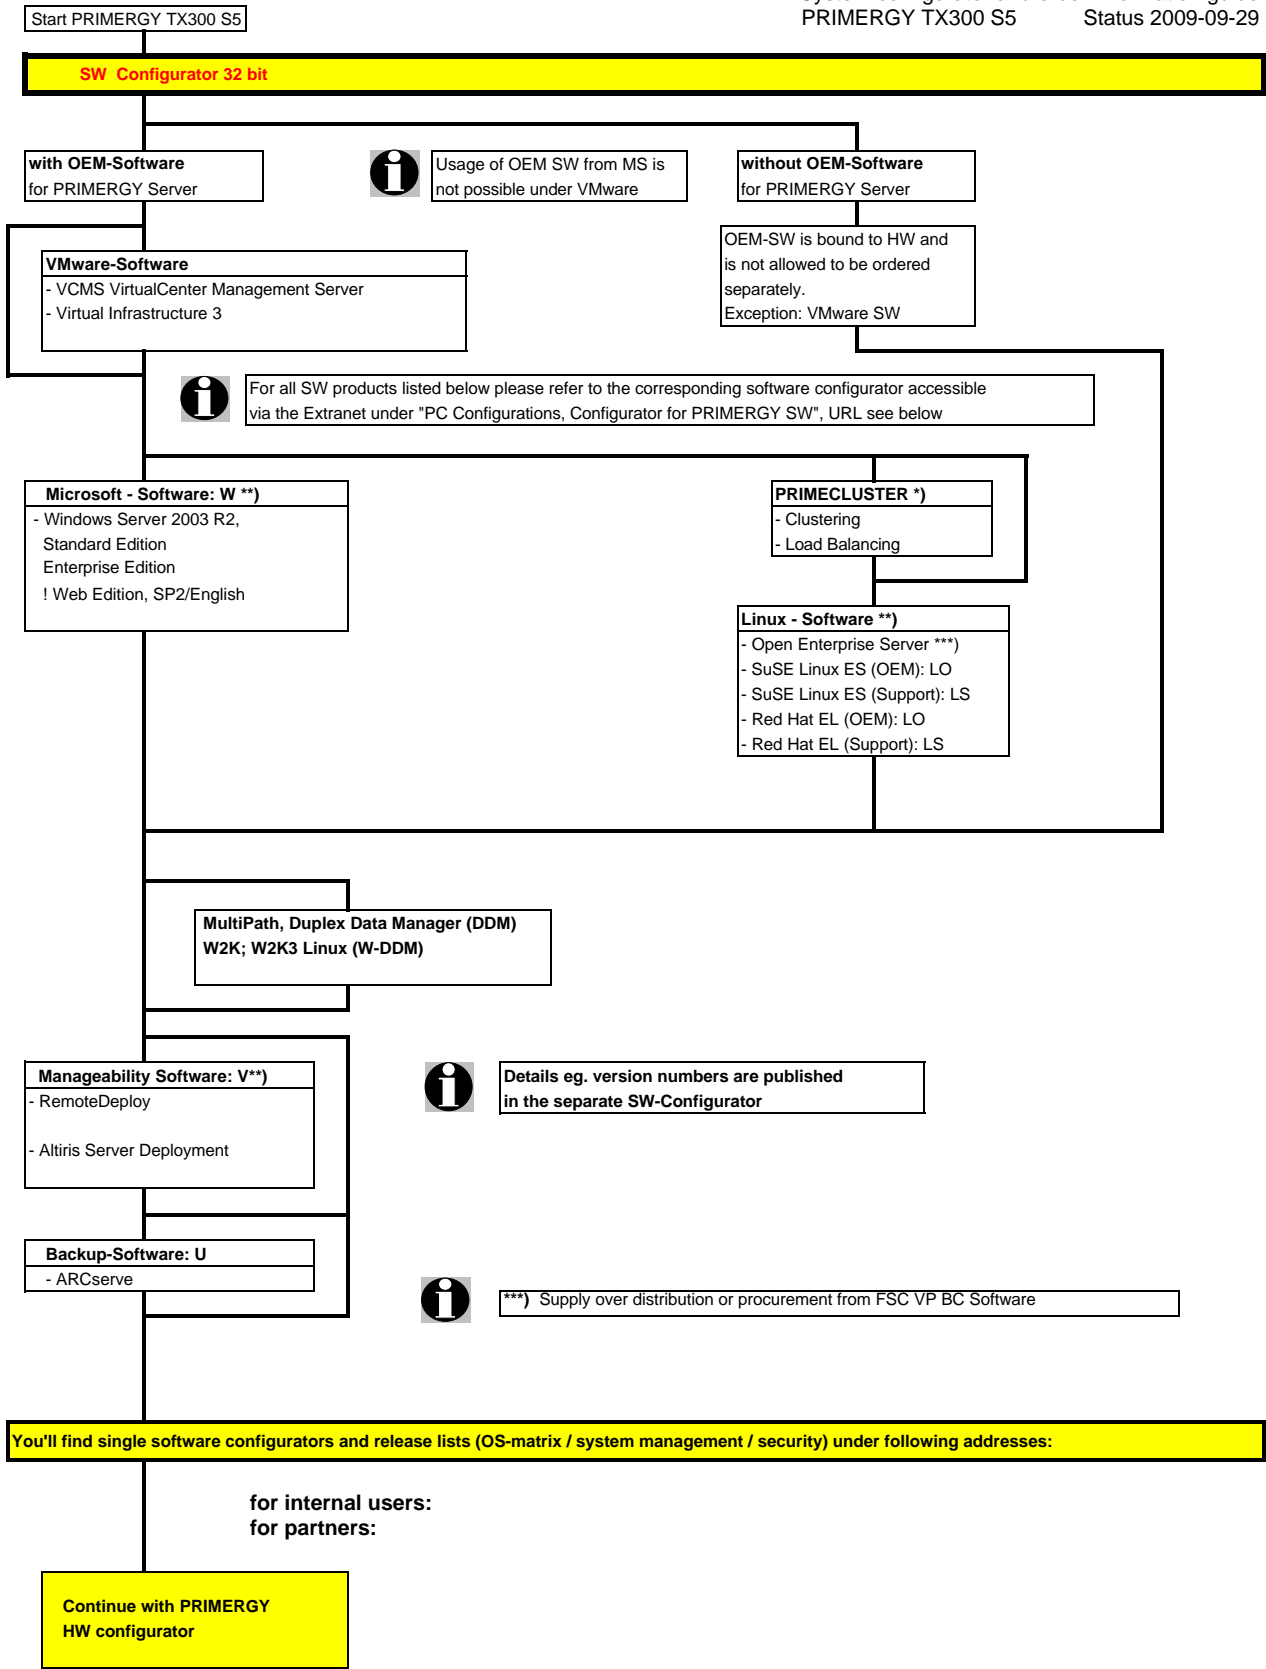 PRIMERGY TX300 S5 Status 2009-09-29
Start PRIMERGY TX300 S5
SW Configurator 32 bit
with OEM-Software
for PRIMERGY Server
Usage of OEM SW from MS is
not possible under VMware
without OEM-Software
for PRIMERGY Server
OEM-SW is bound to HW and
is not allowed to be ordered
separately.
Exception: VMware SW
VMware-Software
- VCMS VirtualCenter Management Server
- Virtual Infrastructure 3
For all SW products listed below please refer to the corresponding software configurator accessible
via the Extranet under "PC Configurations, Configurator for PRIMERGY SW", URL see below
Microsoft - Software: W **)
- Windows Server 2003 R2,
Standard Edition
Enterprise Edition
! Web Edition, SP2/English
PRIMECLUSTER *)
- Clustering
- Load Balancing
Linux - Software **)
- Open Enterprise Server ***)
- SuSE Linux ES (OEM): LO
- SuSE Linux ES (Support): LS
- Red Hat EL (OEM): LO
- Red Hat EL (Support): LS
MultiPath, Duplex Data Manager (DDM)
W2K; W2K3 Linux (W-DDM)
Manageability Software: V**)
- RemoteDeploy
- Altiris Server Deployment
Details eg. version numbers are published
in the separate SW-Configurator
Backup-Software: U
- ARCserve
***) Supply over distribution or procurement from FSC VP BC Software
You'll find single software configurators and release lists (OS-matrix / system management / security) under following addresses:
for internal users:
for partners:
Continue with PRIMERGY
HW configurator